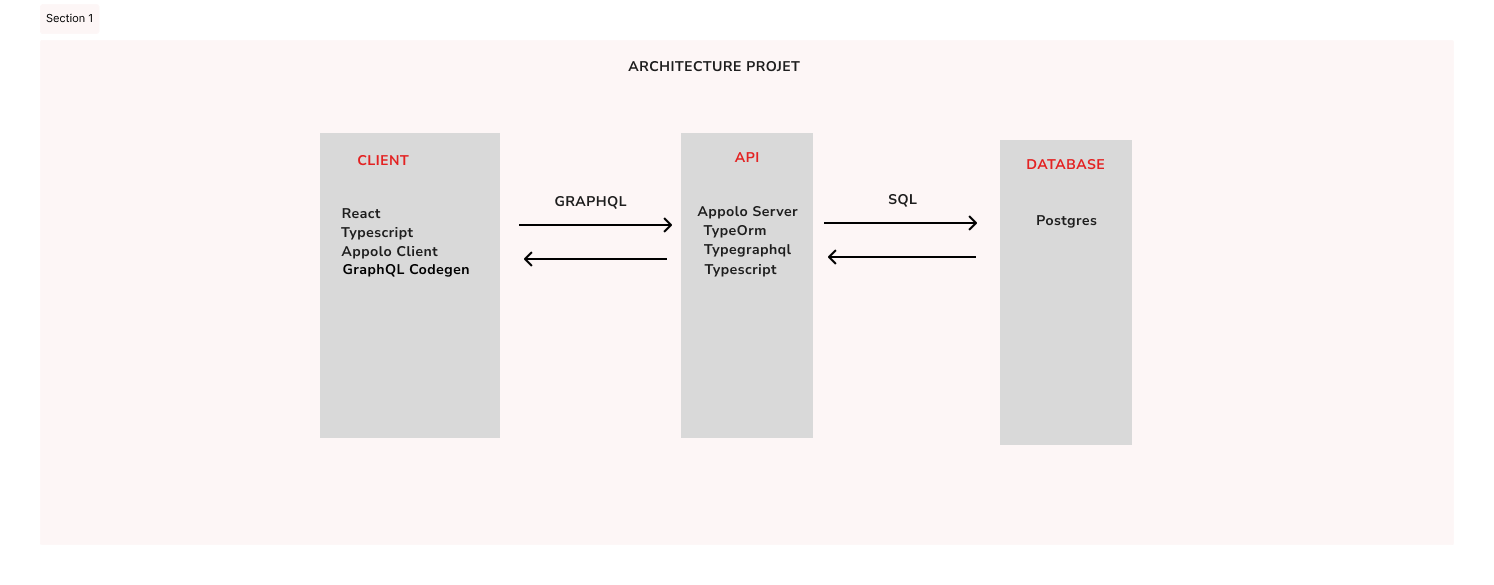 Section 1
ARCHITECTURE PROJET
CLIENT
React
Typescript
Appolo Client
GraphQL Codegen
GRAPHQL
API
Appolo Server
TypeOrm
Typegraphql
Typescript
SQL
DATABASE
Postgres